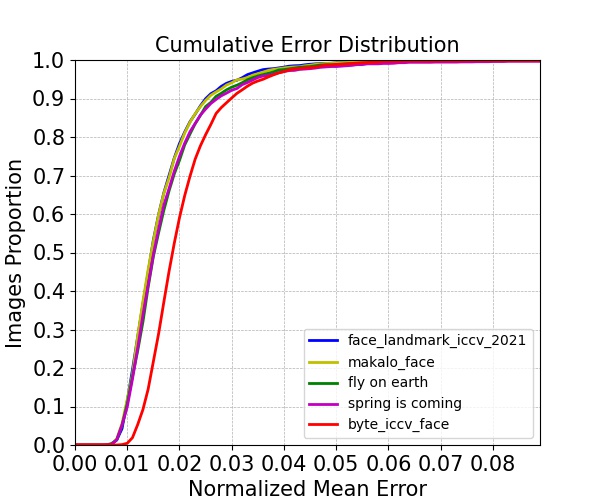 Cumulative Error Distribution
Images Proportion
1.0
0.9
0.8
0.7
0.6
0.5
0.4
0.3
0.2
0.1
0.0
face_landmark_iccv_2021
makalo_face
fly on earth
spring is coming
byte_iccv_face
0.00 0.01 0.02 0.03 0.04 0.05 0.06 0.07 0.08
Normalized Mean Error